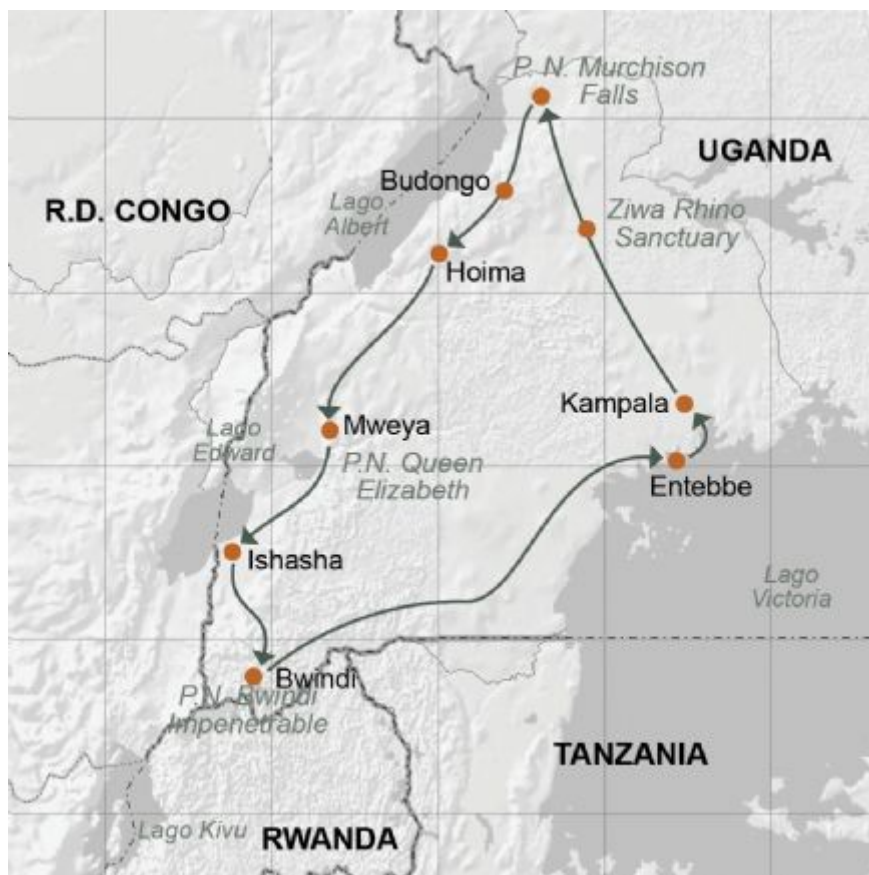 P. N. Murchison
Falls
UGANDA
Budongo
R.D. CONGO
Lago
Albert
Ziwa Rhino
Sanctuary
Hoima
Kampala
Mweya
Lago
Edward
P.N. Queen
Elizabeth
Entebbe
Ishasha
Lago
Victoria
Bwindi
P.N. Bwindi
Impenetrable
TANZANIA
Lago Kivu
RWANDA